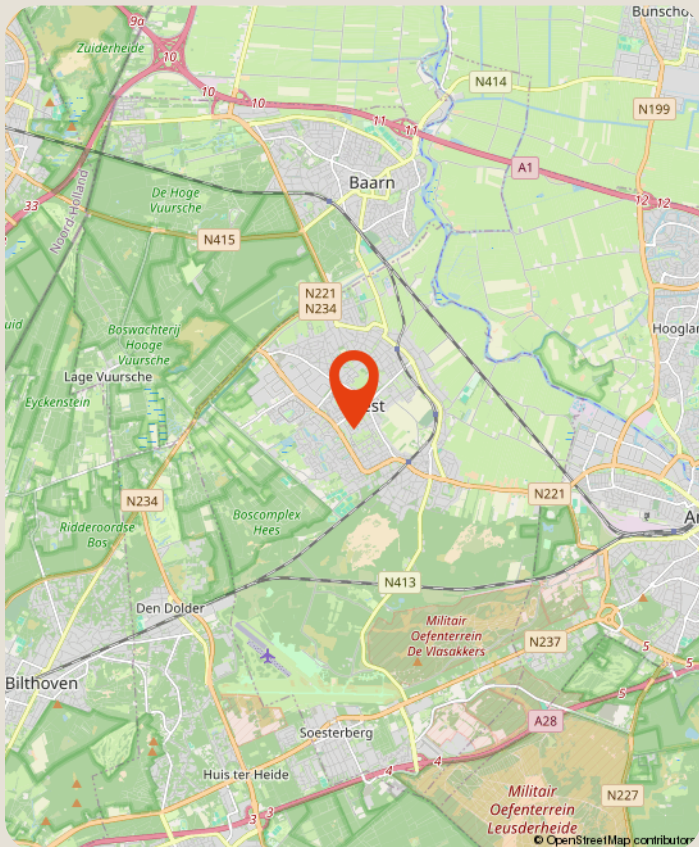 9a
Bunscho
Zuiderheide
10
N414
10
10
N199
11
11
A1
Baarn
De Hoge
Vuursche
12
12
33
Noord-Holland
N415
N221
N234
uid
Boswachterij
Hooge
Vuursche
Hooglar
Lage Vuursche
Eyckenstein
est
N234
N221
Ridderoordse
Bos
Boscomplex
Hees
A
N413
Den Dolder
Militair
Oefenterrein
De Vlasakkers
N237
5
5
5
Bilthoven
A28
Soesterberg
4
4
Huis ter Heide
Militair
Oefenterrein
Leusderheide
N227
3
3
© OpenStreetMap contributors